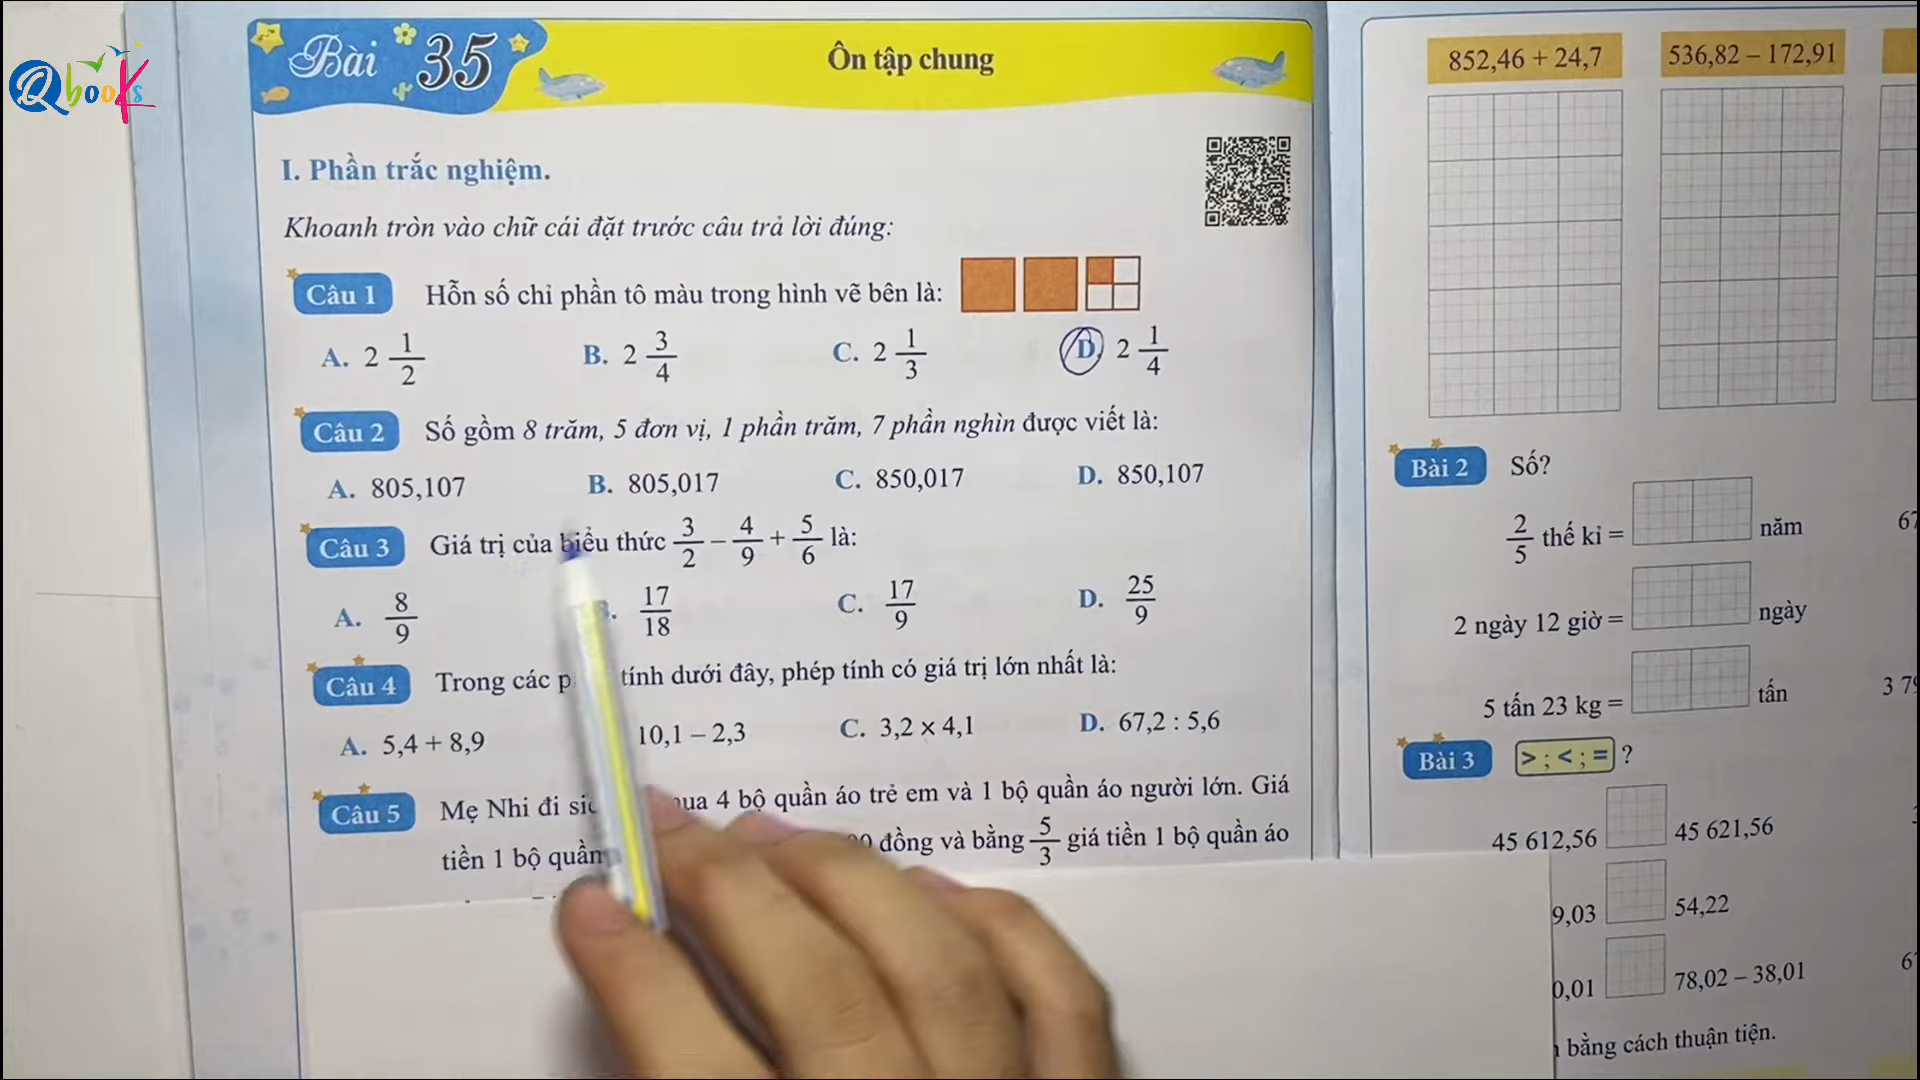 Qbooks
Bài 35
Ôn tập chung
I. Phần trắc nghiệm.
Khoanh tròn vào chữ cái đặt trước câu trả lời đúng:
Câu 1 Hỗn số chỉ phần tô màu trong hình vẽ bên là:
A. 2 1/2 B. 2 3/4 C. 2 1/3 D. 2 1/4
Câu 2 Số gồm 8 trăm, 5 đơn vị, 1 phần trăm, 7 phần nghìn được viết là:
A. 805,107 B. 805,017 C. 850,017 D. 850,107
Câu 3 Giá trị của biểu thức 3/2 – 4/9 + 5/6 là:
A. 8/9 B. 17/18 C. 17/9 D. 25/9
Câu 4 Trong các tính dưới đây, phép tính có giá trị lớn nhất là:
A. 5,4 + 8,9 10,1 – 2,3 C. 3,2 × 4,1 D. 67,2 : 5,6
Câu 5 Mẹ Nhi đi 4 bộ quần áo trẻ em và 1 bộ quần áo người lớn. Giá
tiền 1 bộ quần đồng và bằng 5/3 giá tiền 1 bộ quần áo
852,46 + 24,7 536,82 – 172,91
Bài 2 Số?
2/5 thế kỉ = năm
2 ngày 12 giờ = ngày
5 tấn 23 kg = tấn
Bài 3 > ; < ; = ?
45 612,56 45 621,56
9,03 54,22
0,01 78,02 – 38,01
bằng cách thuận tiện.